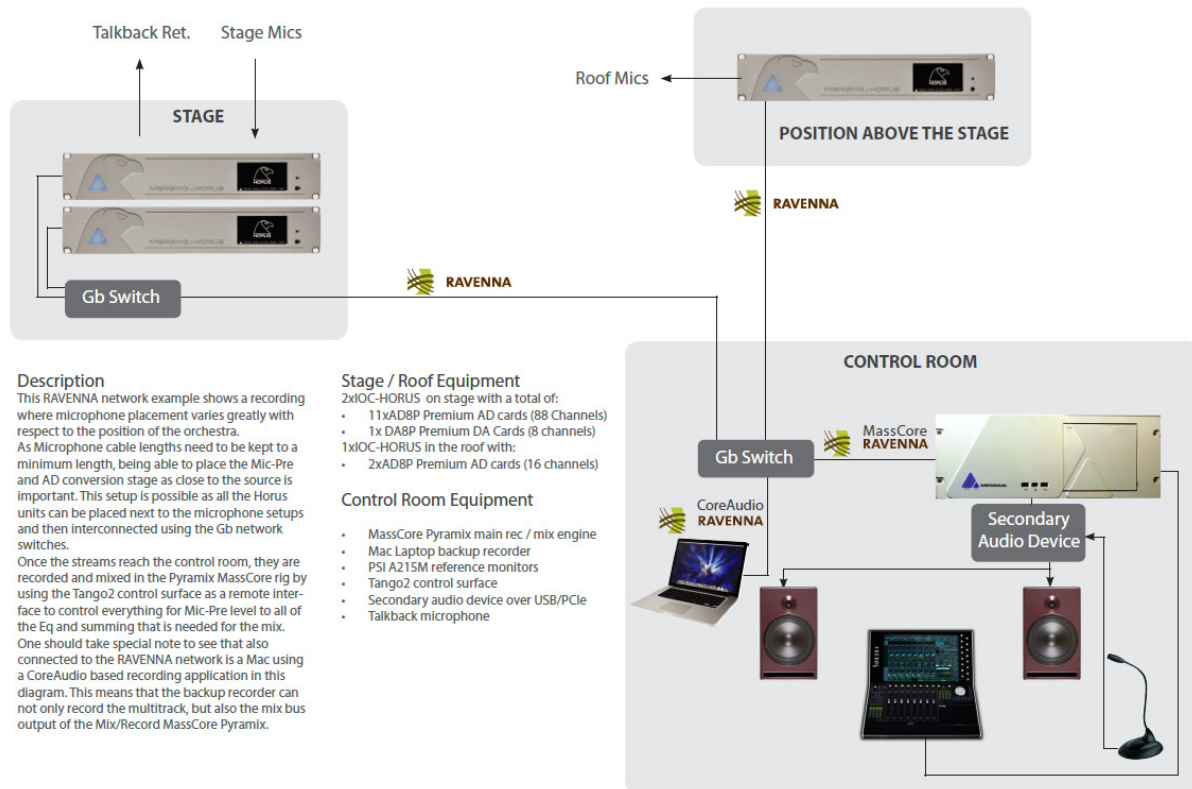 Talkback Ret.
Stage Mics
STAGE
MERGING HORUS
HORUS
MERGING HORUS
HORUS
Gb Switch
RAVENNA
Roof Mics
MERGING HORUS
HORUS
POSITION ABOVE THE STAGE
RAVENNA
Description
This RAVENNA network example shows a recording
where microphone placement varies greatly with
respect to the position of the orchestra.
As Microphone cable lengths need to be kept to a
minimum length, being able to place the Mic-Pre
and AD conversion stage as close to the source is
important. This setup is possible as all the Horus
units can be placed next to the microphone setups
and then interconnected using the Gb network
switches.
Once the streams reach the control room, they are
recorded and mixed in the Pyramix MassCore rig by
using the Tango2 control surface as a remote inter-
face to control everything for Mic-Pre level to all of
the Eq and summing that is needed for the mix.
One should take special note to see that also
connected to the RAVENNA network is a Mac using
a CoreAudio based recording application in this
diagram. This means that the backup recorder can
not only record the multitrack, but also the mix bus
output of the Mix/Record MassCore Pyramix.
Stage / Roof Equipment
2xIOC-HORUS on stage with a total of:
• 11xAD8P Premium AD cards (88 Channels)
• 1x DA8P Premium DA Cards (8 channels)
1xIOC-HORUS in the roof with:
• 2xAD8P Premium AD cards (16 channels)
Control Room Equipment
• MassCore Pyramix main rec / mix engine
• Mac Laptop backup recorder
• PSI A215M reference monitors
• Tango2 control surface
• Secondary audio device over USB/PCIe
• Talkback microphone
CONTROL ROOM
MassCore
RAVENNA
Gb Switch
MERGING
CoreAudio
RAVENNA
Secondary
Audio Device